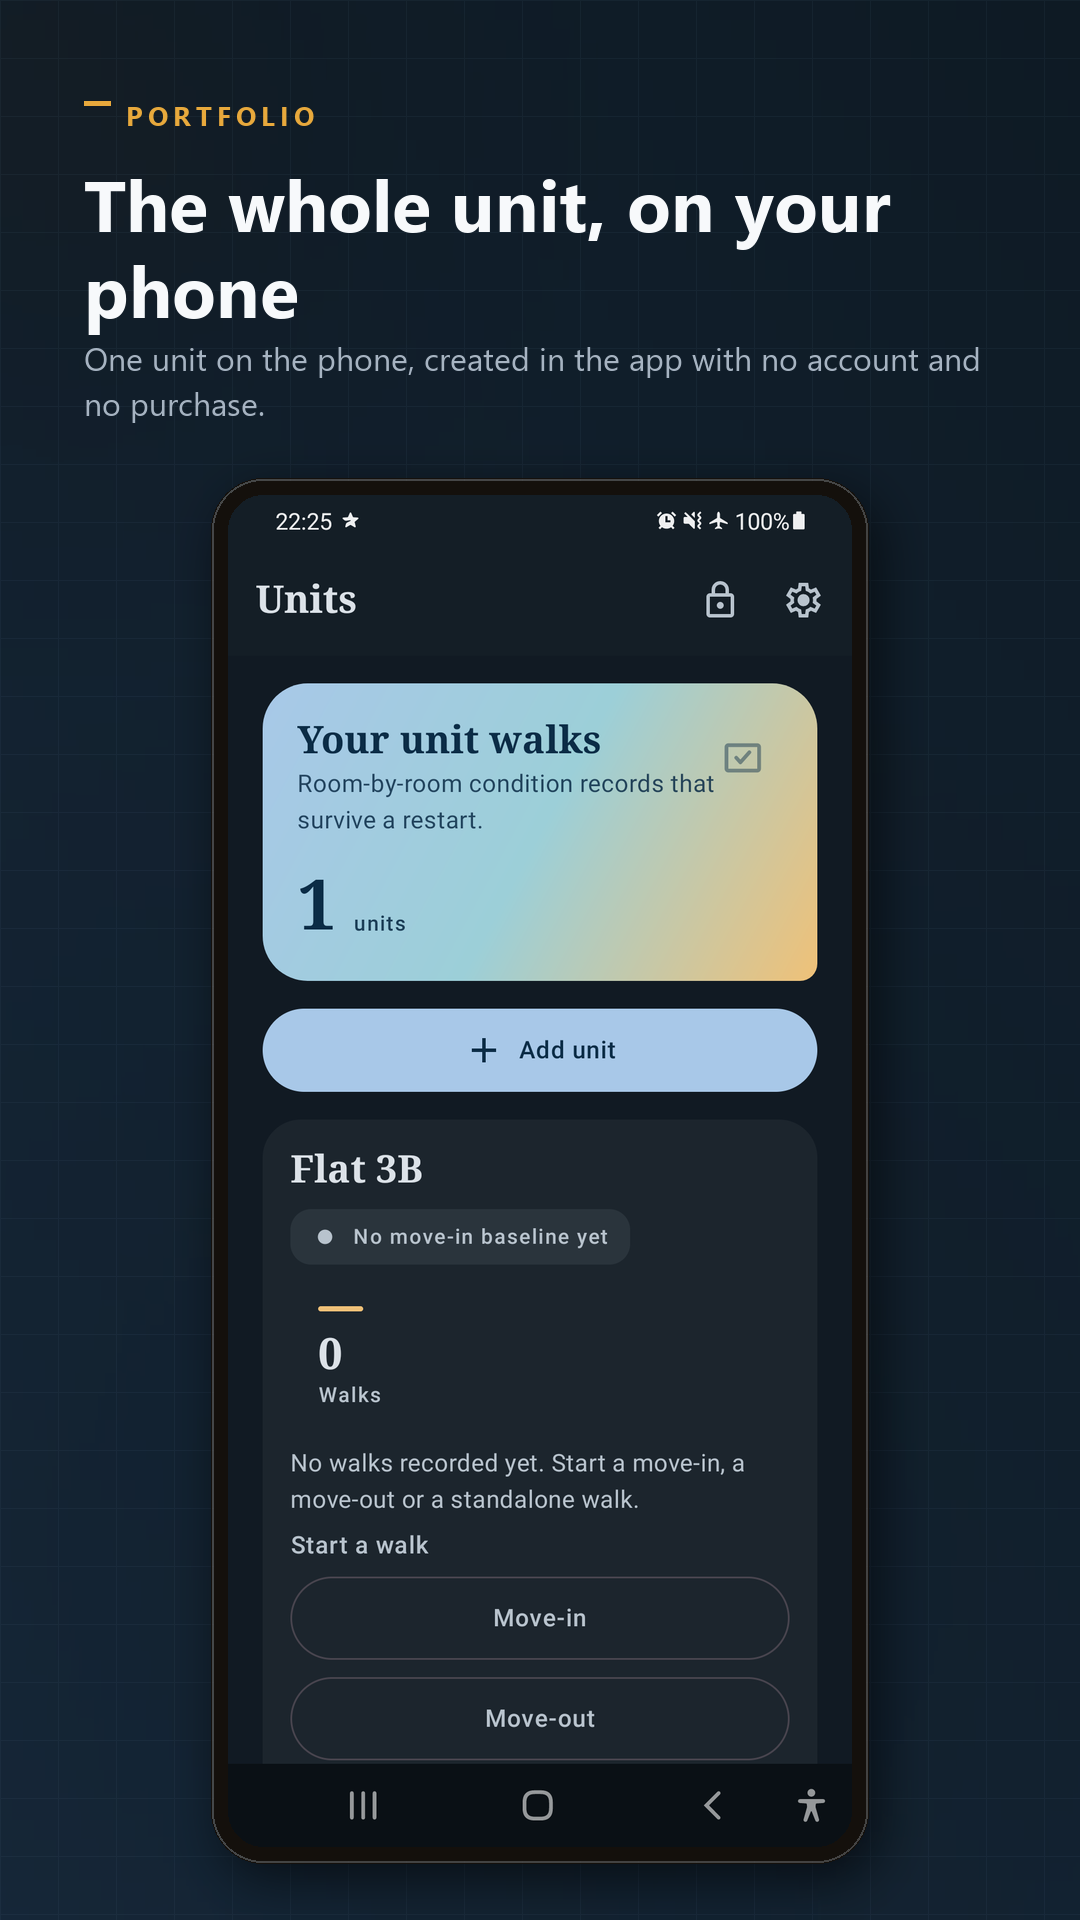 PORTFOLIO
The whole unit, on your
phone
One unit on the phone, created in the app with no account and
no purchase.
22:25 100%
Units
Your unit walks
Room-by-room condition records that
survive a restart.
1 units
Add unit
Flat 3B
No move-in baseline yet
0
Walks
No walks recorded yet. Start a move-in, a
move-out or a standalone walk.
Start a walk
Move-in
Move-out